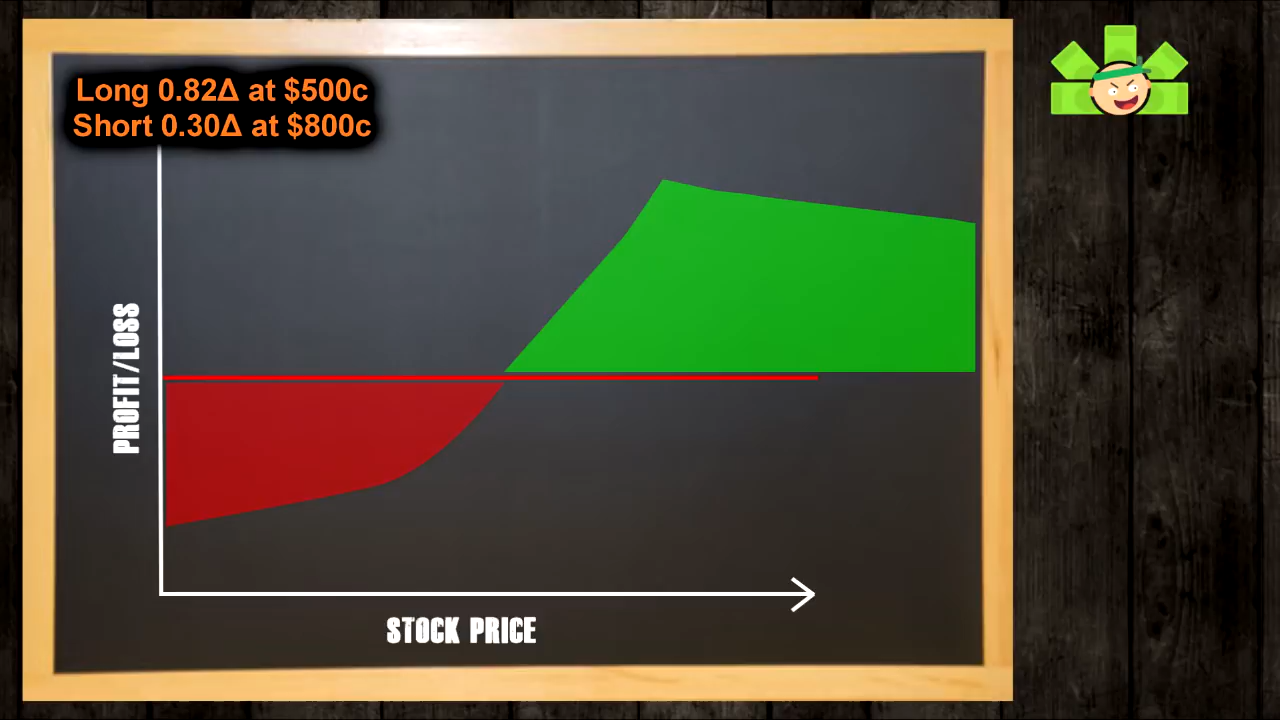 Long 0.82Δ at $500c
Short 0.30Δ at $800c
PROFIT/LOSS
STOCK PRICE